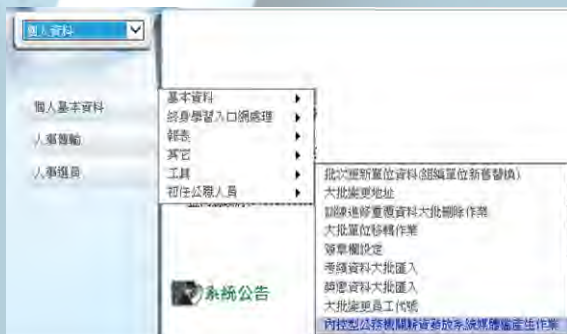 個人資料
個人基本資料
人事傳輸
人事進員
基本資料
終身學習入口網處理
報表
其它
工具
初任公職人員
批次更新單位資料(組編單位新舊替換)
大批變更地址
訓練進修重覆資料大批刪除作業
大批單位移轉作業
簽章欄設定
考績資料大批匯入
獎懲資料大批匯入
大批變更員工代號
內控型公務機關薪資發放系統媒體檔產生作業
系統公告